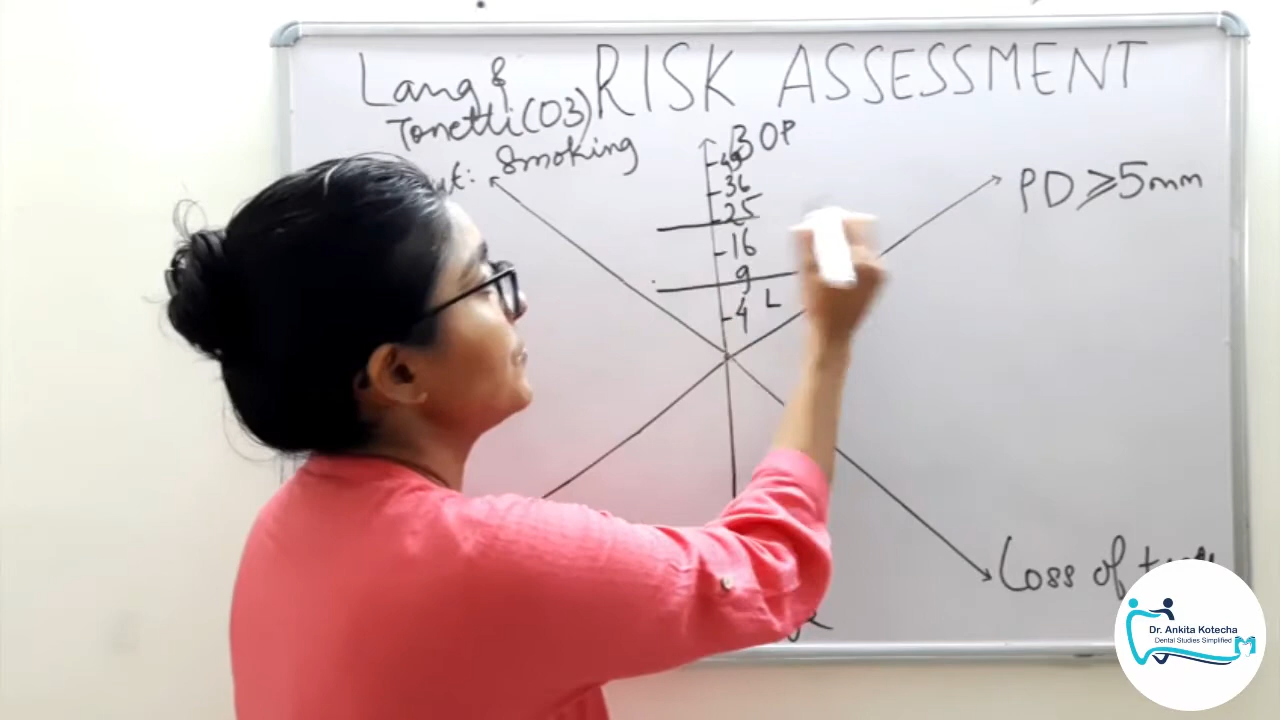 Lang & RISK ASSESSMENT
Tonetti (03)
Smoking
BOP
49
36
25
16
9
L
4
PD ≥ 5mm
Loss of
Dr. Ankita Kotecha
Dental Studies Simplified